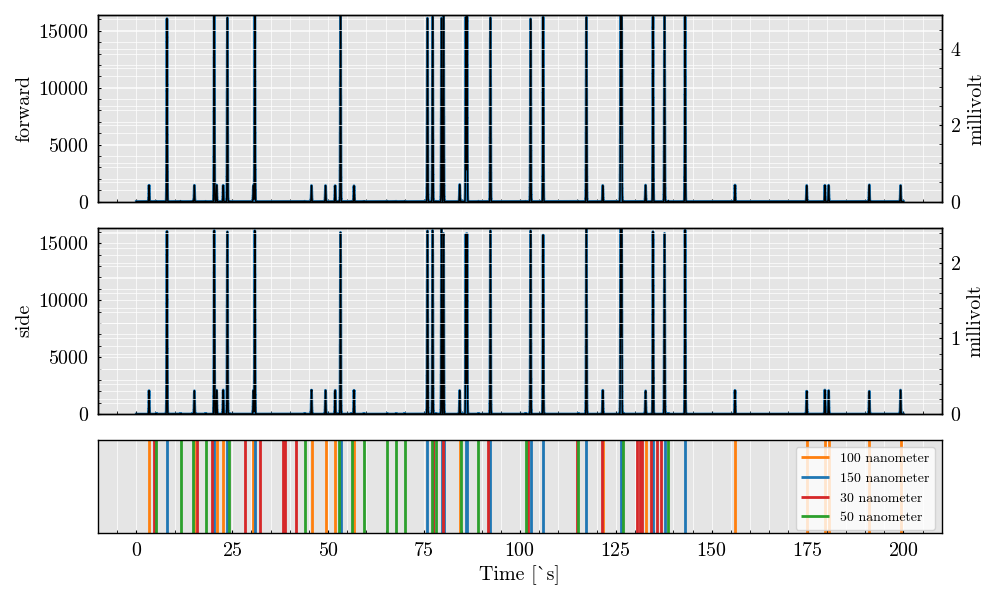 15000
10000
5000
0
forward
4
2
0
millivolt
15000
10000
5000
0
side
2
1
0
millivolt
100 nanometer
150 nanometer
30 nanometer
50 nanometer
0 25 50 75 100 125 150 175 200
Time [`s]